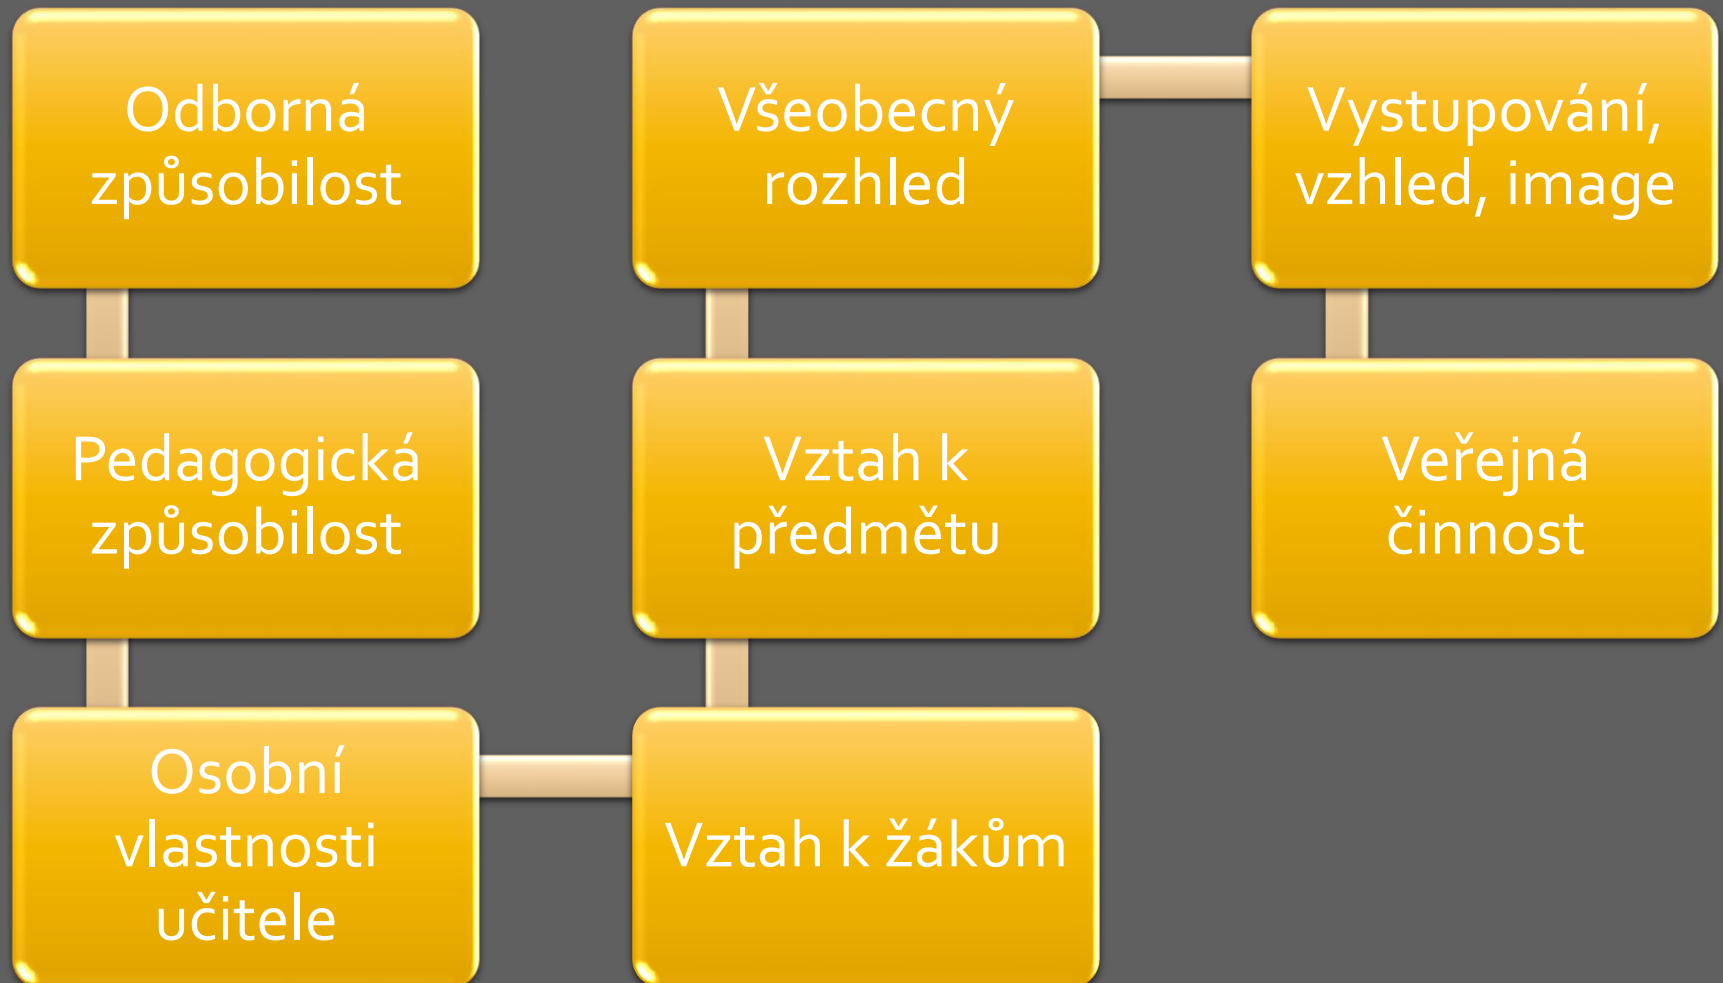 Odborná
způsobilost
Pedagogická
způsobilost
Osobní
vlastnosti
učitele
Vztah k žákům
Vztah k
předmětu
Všeobecný
rozhled
Vystupování,
vzhled, image
Veřejná
činnost